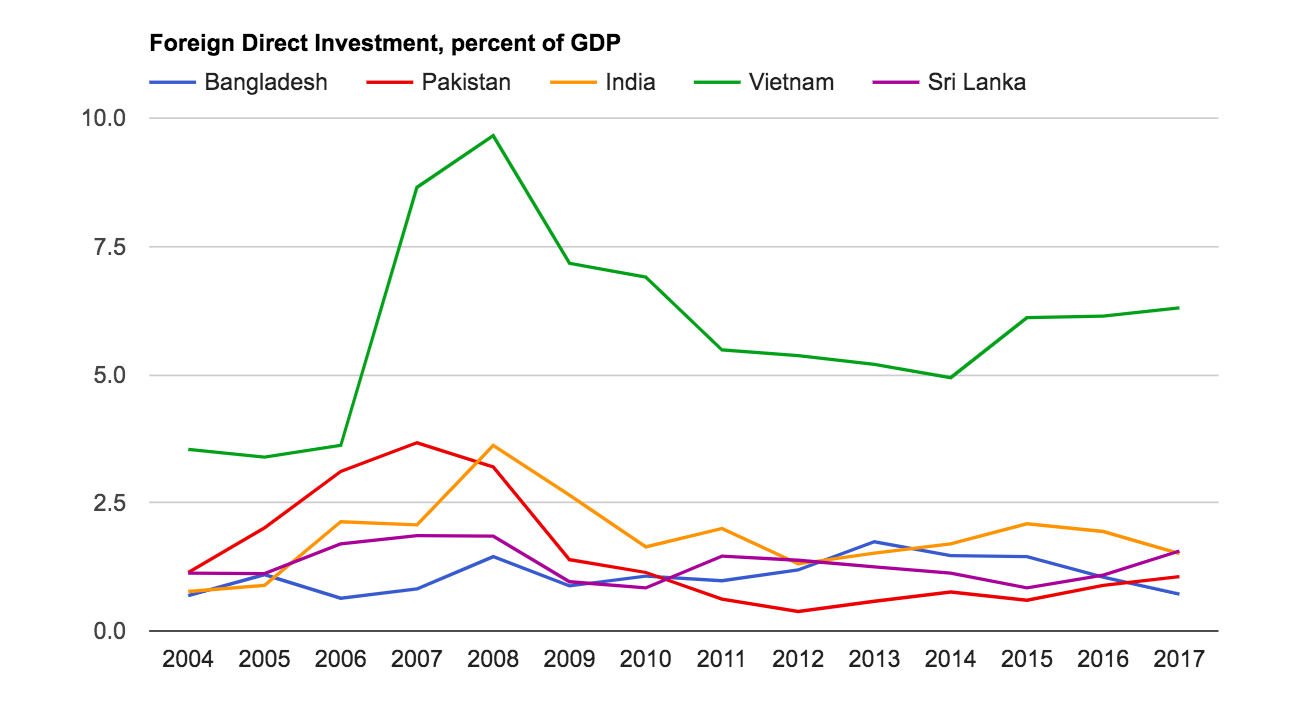 Foreign Direct Investment, percent of GDP
Bangladesh Pakistan India Vietnam Sri Lanka
10.0
7.5
5.0
2.5
0.0
2004 2005 2006 2007 2008 2009 2010 2011 2012 2013 2014 2015 2016 2017